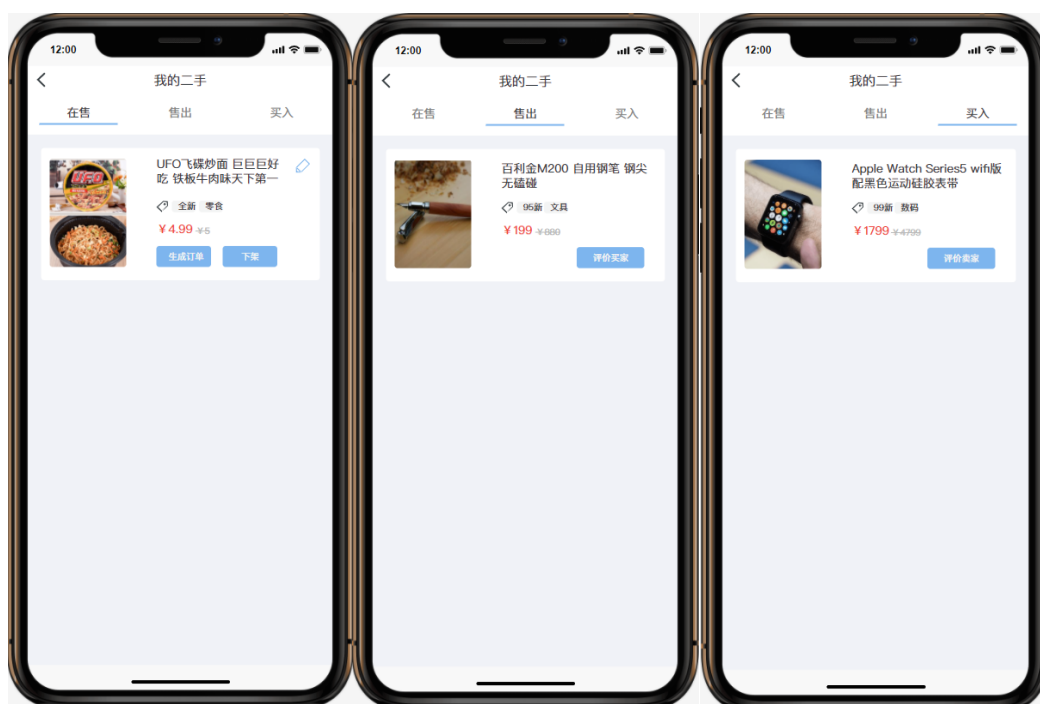 12:00
我的二手
在售
售出
买入
UFO
UFO飞碟炒面 巨巨巨好
吃 铁板牛肉味天下第一
全新 零食
￥4.99 ￥5
生成订单
下架
12:00
我的二手
在售
售出
买入
百利金M200 自用钢笔 钢尖
无磕碰
95新 文具
￥199 ￥880
评价买家
12:00
我的二手
在售
售出
买入
Apple Watch Series5 wifi版
配黑色运动硅胶表带
99新 数码
￥1799 ￥4799
评价卖家